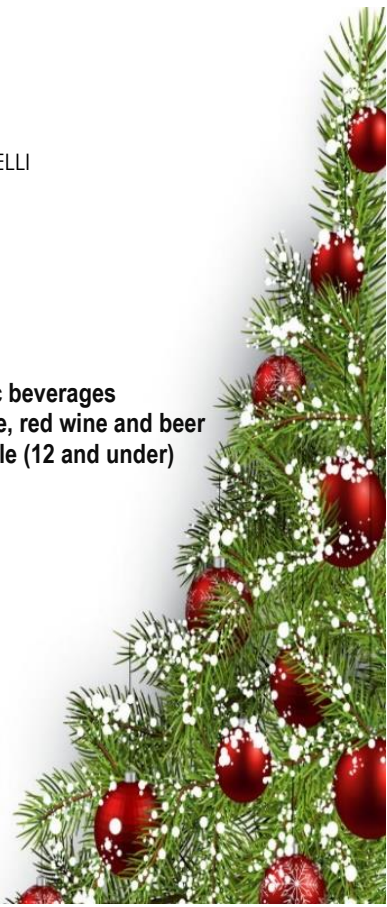 ELLI
c beverages
e, red wine and beer
le (12 and under)